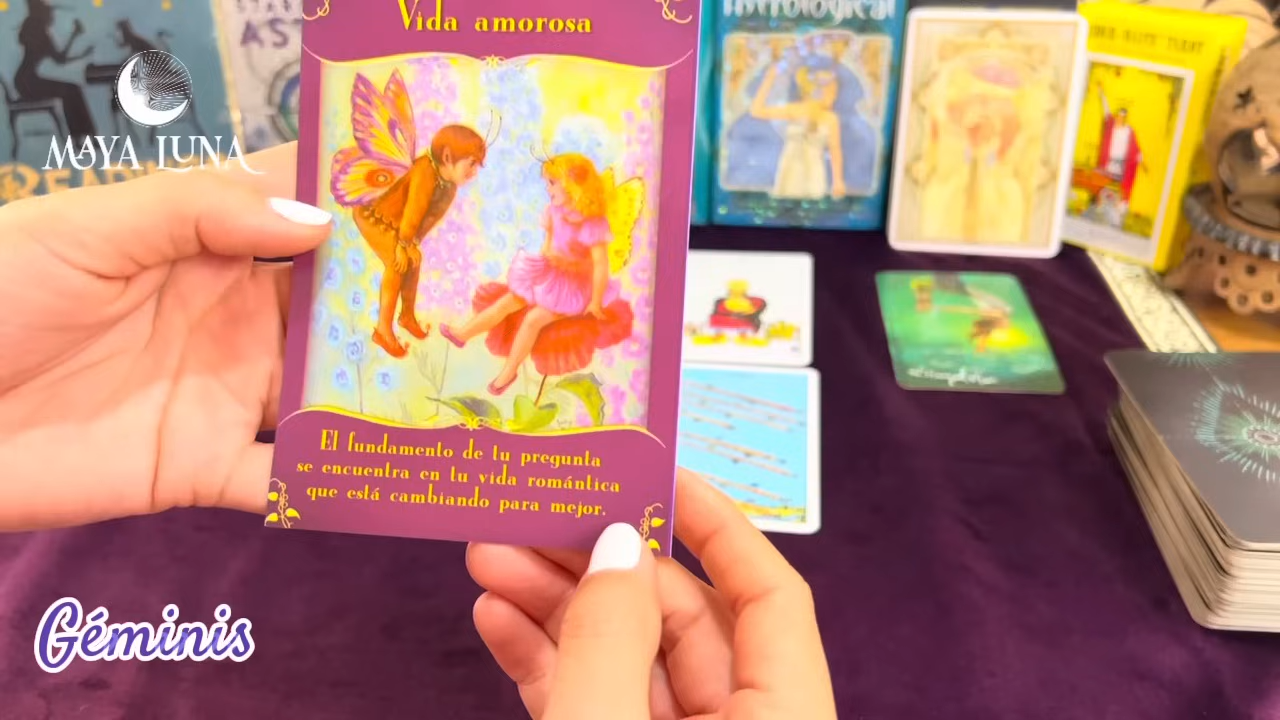 Vida amorosa
Astrological
MAYA LUNA
El fundamento de tu pregunta
se encuentra en tu vida romántica
que está cambiando para mejor.
Géminis